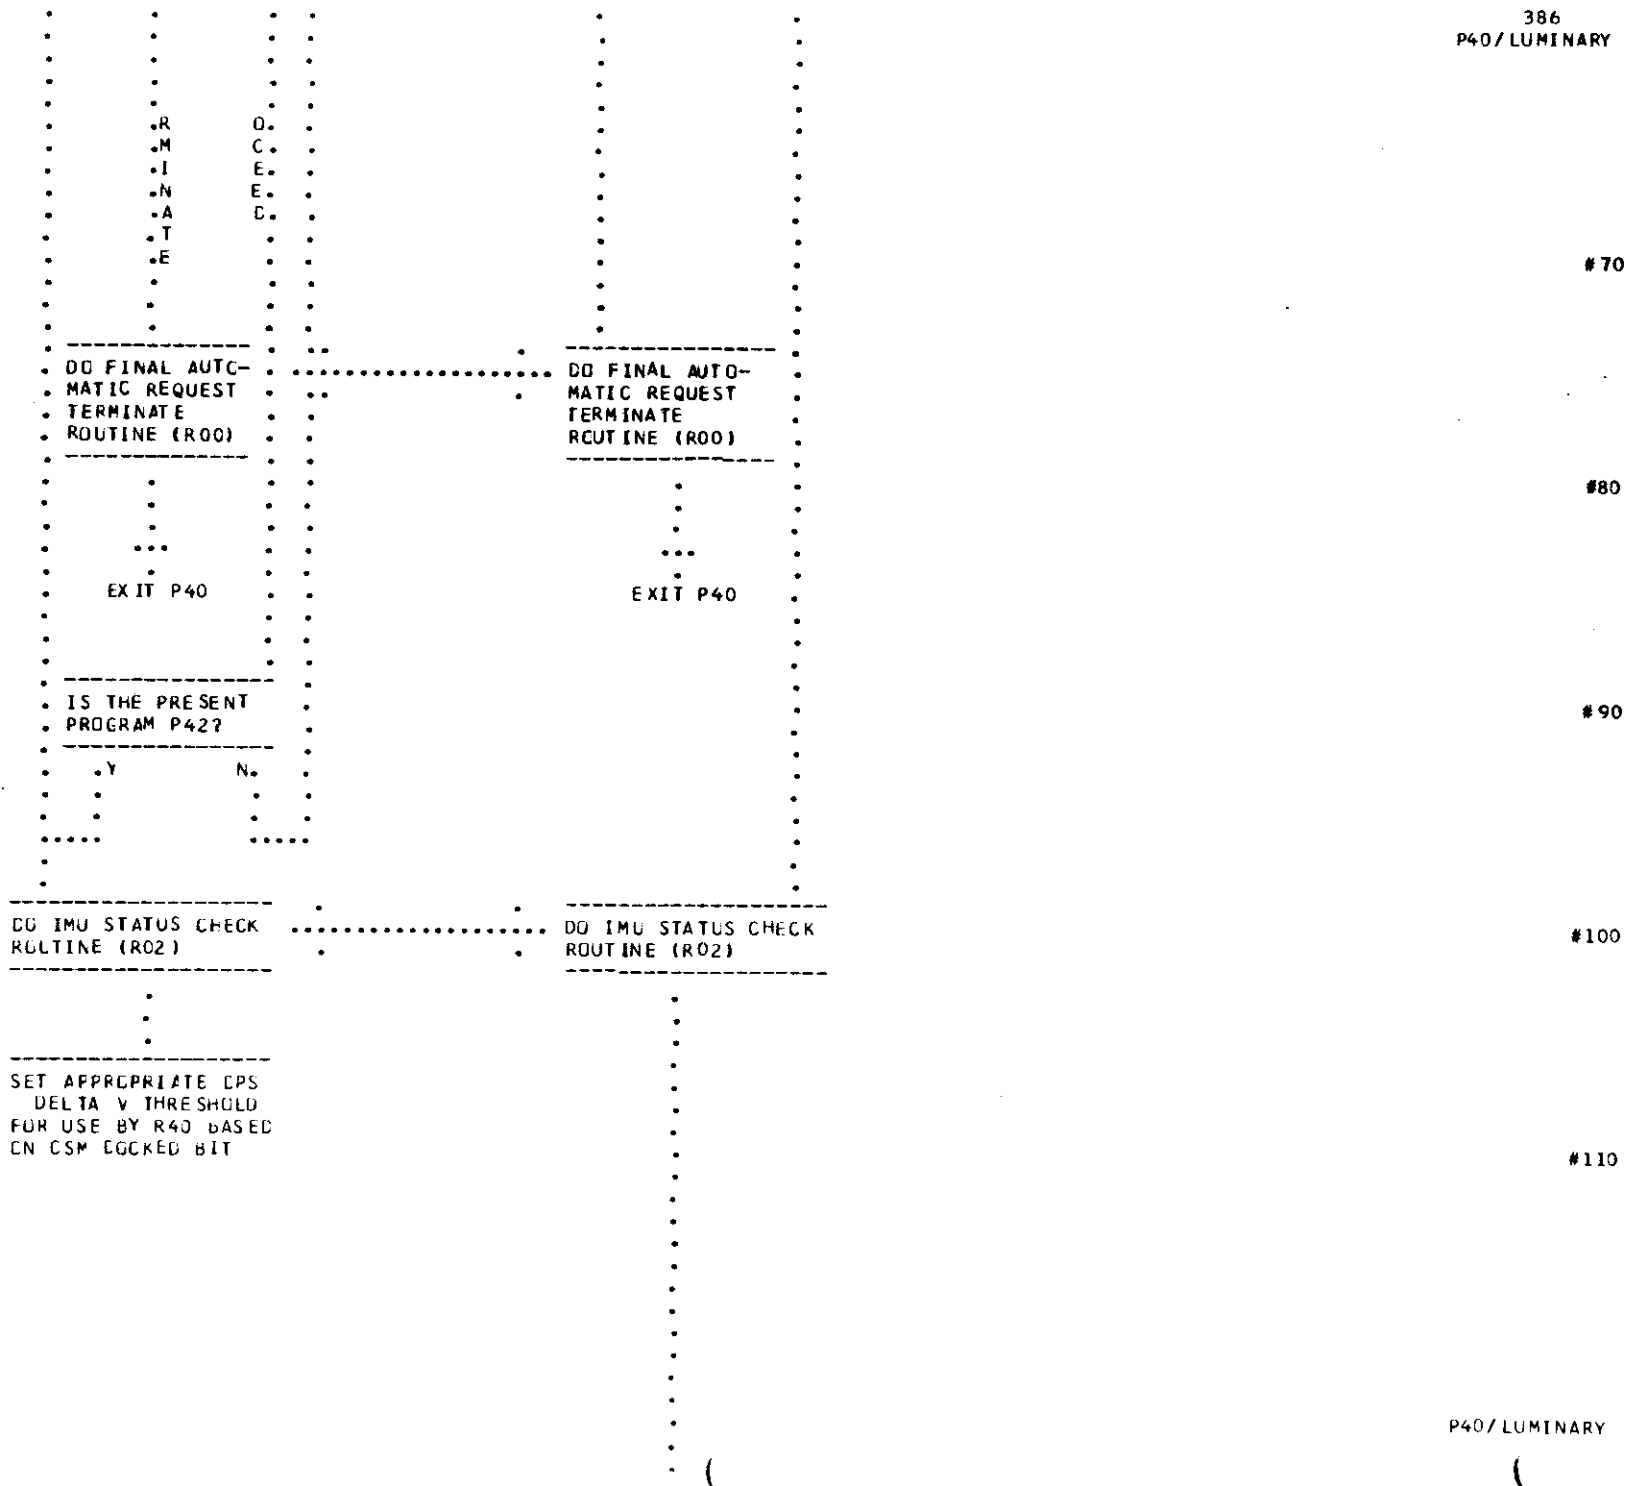 386
P40/LUMINARY
.R O.
.M C.
.I E.
.N E.
.A D.
.T
.E
#70
DO FINAL AUTO-
MATIC REQUEST
TERMINATE
ROUTINE (R00)
DO FINAL AUTO-
MATIC REQUEST
TERMINATE
ROUTINE (R00)
#80
EXIT P40
EXIT P40
IS THE PRESENT
PROGRAM P42?
#90
.Y N.
DO IMU STATUS CHECK
ROUTINE (R02)
DO IMU STATUS CHECK
ROUTINE (R02)
#100
SET APPROPRIATE DPS
DELTA V THRESHOLD
FOR USE BY R40 BASED
ON CSM DOCKED BIT
#110
P40/LUMINARY
( (